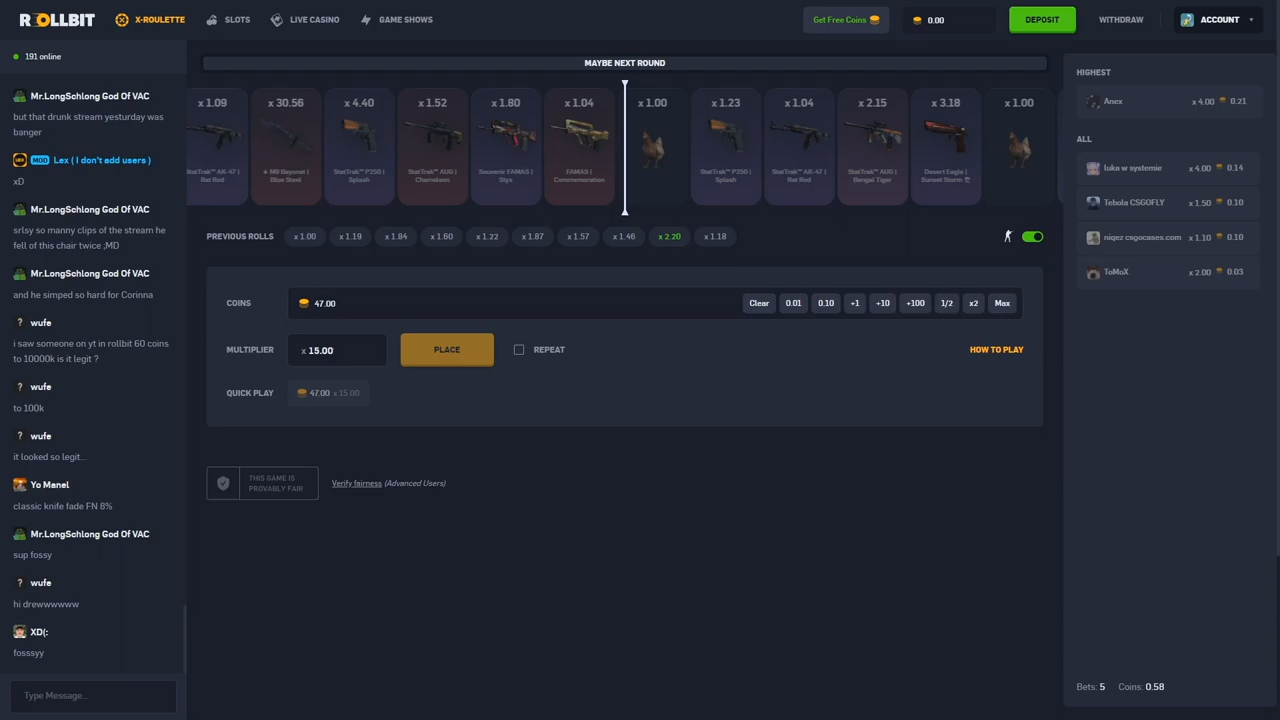 ROLLBIT
X-ROULETTE
SLOTS
LIVE CASINO
GAME SHOWS
Get Free Coins
0.00
DEPOSIT
WITHDRAW
ACCOUNT
191 online
Mr.LongSchlong God Of VAC
but that drunk stream yesturday was
banger
MOD Lex ( I don't add users )
xD
Mr.LongSchlong God Of VAC
srlsy so manny clips of the stream he
fell of this chair twice ;MD
Mr.LongSchlong God Of VAC
and he simped so hard for Corinna
? wufe
i saw someone on yt in rollbit 60 coins
to 10000k is it legit ?
? wufe
to 100k
? wufe
it looked so legit...
Yo Manel
classic knife fade FN 8%
Mr.LongSchlong God Of VAC
sup fossy
? wufe
hi drewwwwww
XD(:
fosssyy
Type Message...
MAYBE NEXT ROUND
x 1.09
StatTrak™ AK-47 |
Rat Rod
x 30.56
★ M9 Bayonet |
Blue Steel
x 4.40
StatTrak™ P250 |
Splash
x 1.52
StatTrak™ AUG |
Chameleon
x 1.80
Souvenir FAMAS |
Styx
x 1.04
FAMAS |
Commemoration
x 1.00
x 1.23
StatTrak™ P250 |
Splash
x 1.04
StatTrak™ AK-47 |
Rat Rod
x 2.15
StatTrak™ AUG |
Bengal Tiger
x 3.18
Desert Eagle |
Sunset Storm 壱
x 1.00
PREVIOUS ROLLS
x 1.00
x 1.19
x 1.84
x 1.60
x 1.22
x 1.87
x 1.57
x 1.46
x 2.20
x 1.18
COINS
47.00
Clear
0.01
0.10
+1
+10
+100
1/2
x2
Max
MULTIPLIER
x 15.00
PLACE
REPEAT
HOW TO PLAY
QUICK PLAY
47.00 x 15.00
THIS GAME IS
PROVABLY FAIR
Verify fairness (Advanced Users)
HIGHEST
Anex x 4.00 0.21
ALL
luka w systemie x 4.00 0.14
Tebola CSGOFLY x 1.50 0.10
niqez csgocases.com x 1.10 0.10
ToMoX x 2.00 0.03
Bets: 5 Coins: 0.58